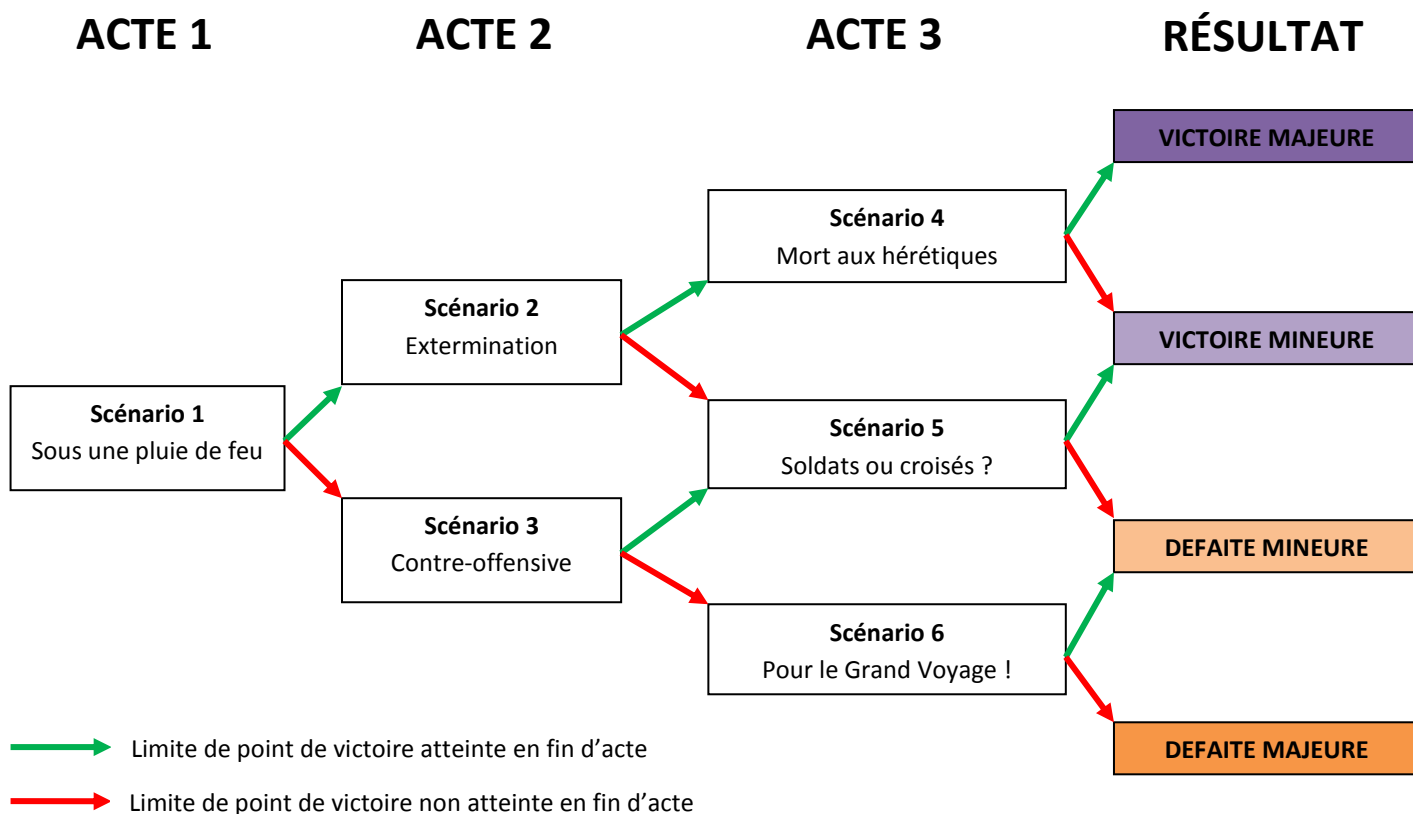 ACTE 1
ACTE 2
ACTE 3
RÉSULTAT
VICTOIRE MAJEURE
Scénario 4
Mort aux hérétiques
Scénario 2
Extermination
VICTOIRE MINEURE
Scénario 1
Sous une pluie de feu
Scénario 5
Soldats ou croisés ?
Scénario 3
Contre-offensive
DEFAITE MINEURE
Scénario 6
Pour le Grand Voyage !
DEFAITE MAJEURE
Limite de point de victoire atteinte en fin d’acte
Limite de point de victoire non atteinte en fin d’acte